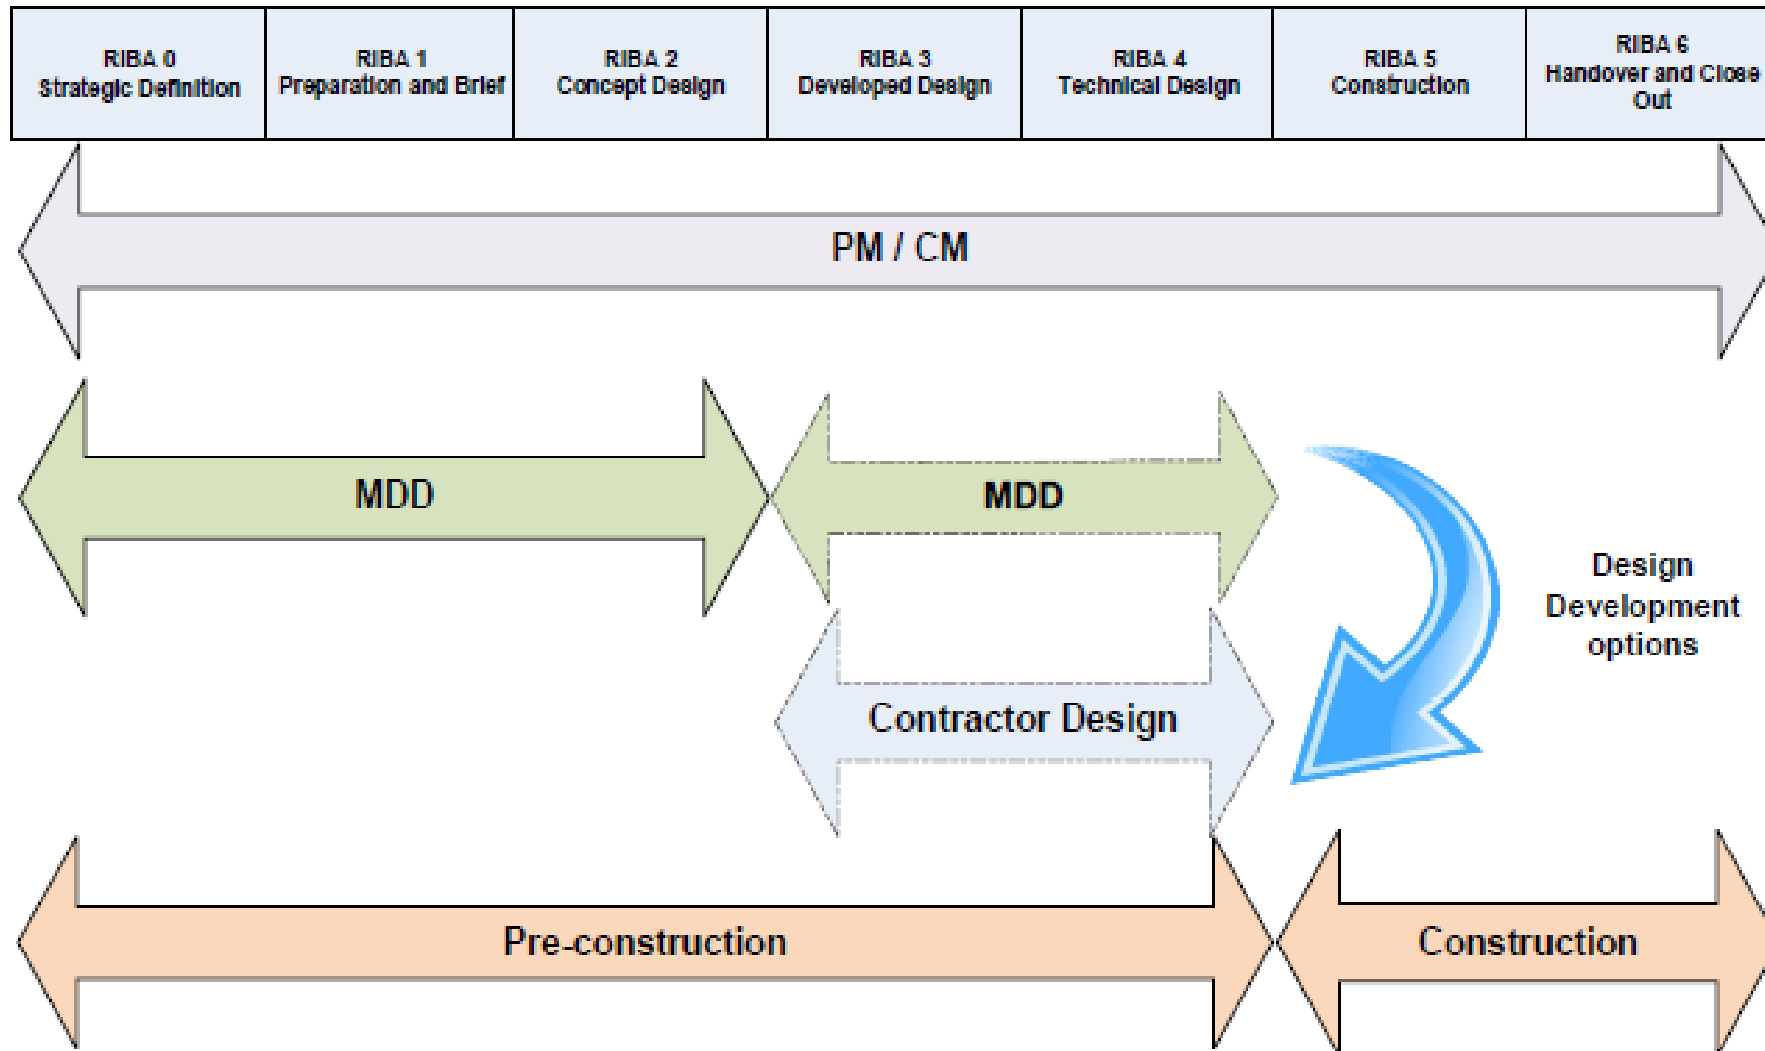 RIBA 0
Strategic Definition
RIBA 1
Preparation and Brief
RIBA 2
Concept Design
RIBA 3
Developed Design
RIBA 4
Technical Design
RIBA 5
Construction
RIBA 6
Handover and Close
Out
PM / CM
MDD
MDD
Design
Development
options
Contractor Design
Pre-construction
Construction